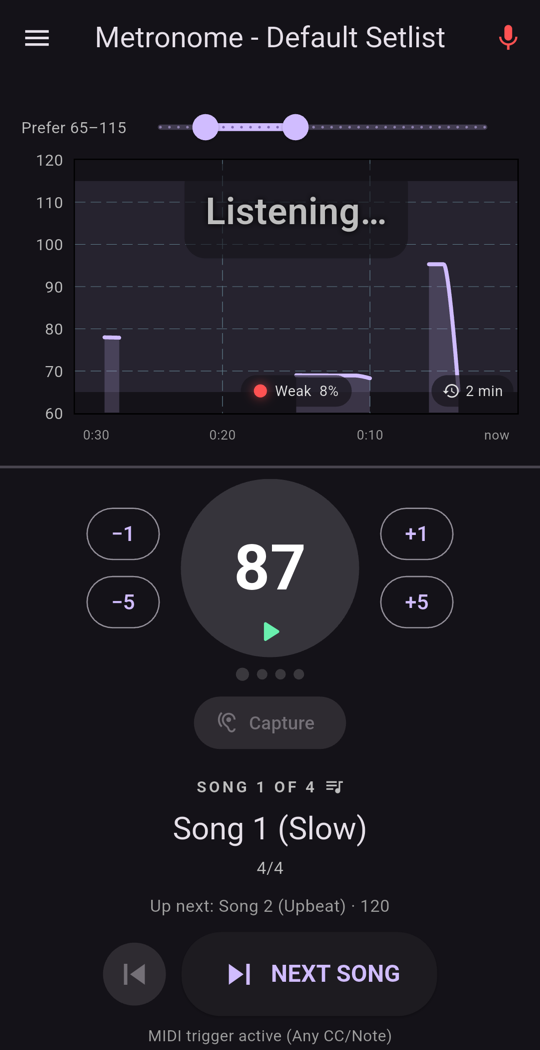 Metronome - Default Setlist
Prefer 65–115
120
110
100
90
80
70
60
Listening...
Weak 8%
2 min
0:30
0:20
0:10
now
−1
87
+1
−5
+5
Capture
SONG 1 OF 4
Song 1 (Slow)
4/4
Up next: Song 2 (Upbeat) · 120
NEXT SONG
MIDI trigger active (Any CC/Note)